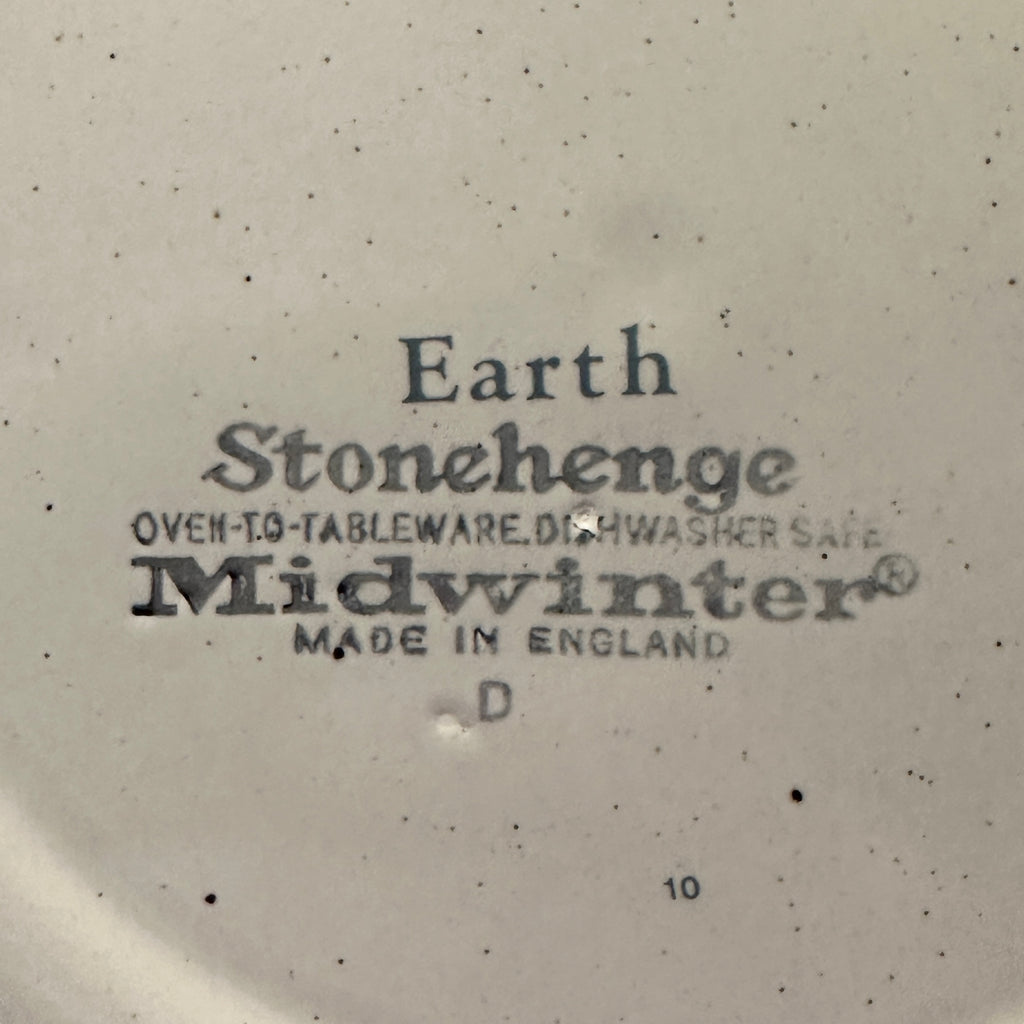 Earth
Stonehenge
OVEN-TO-TABLEWARE.DISHWASHER SAFE
Midwinter®
MADE IN ENGLAND
D
10